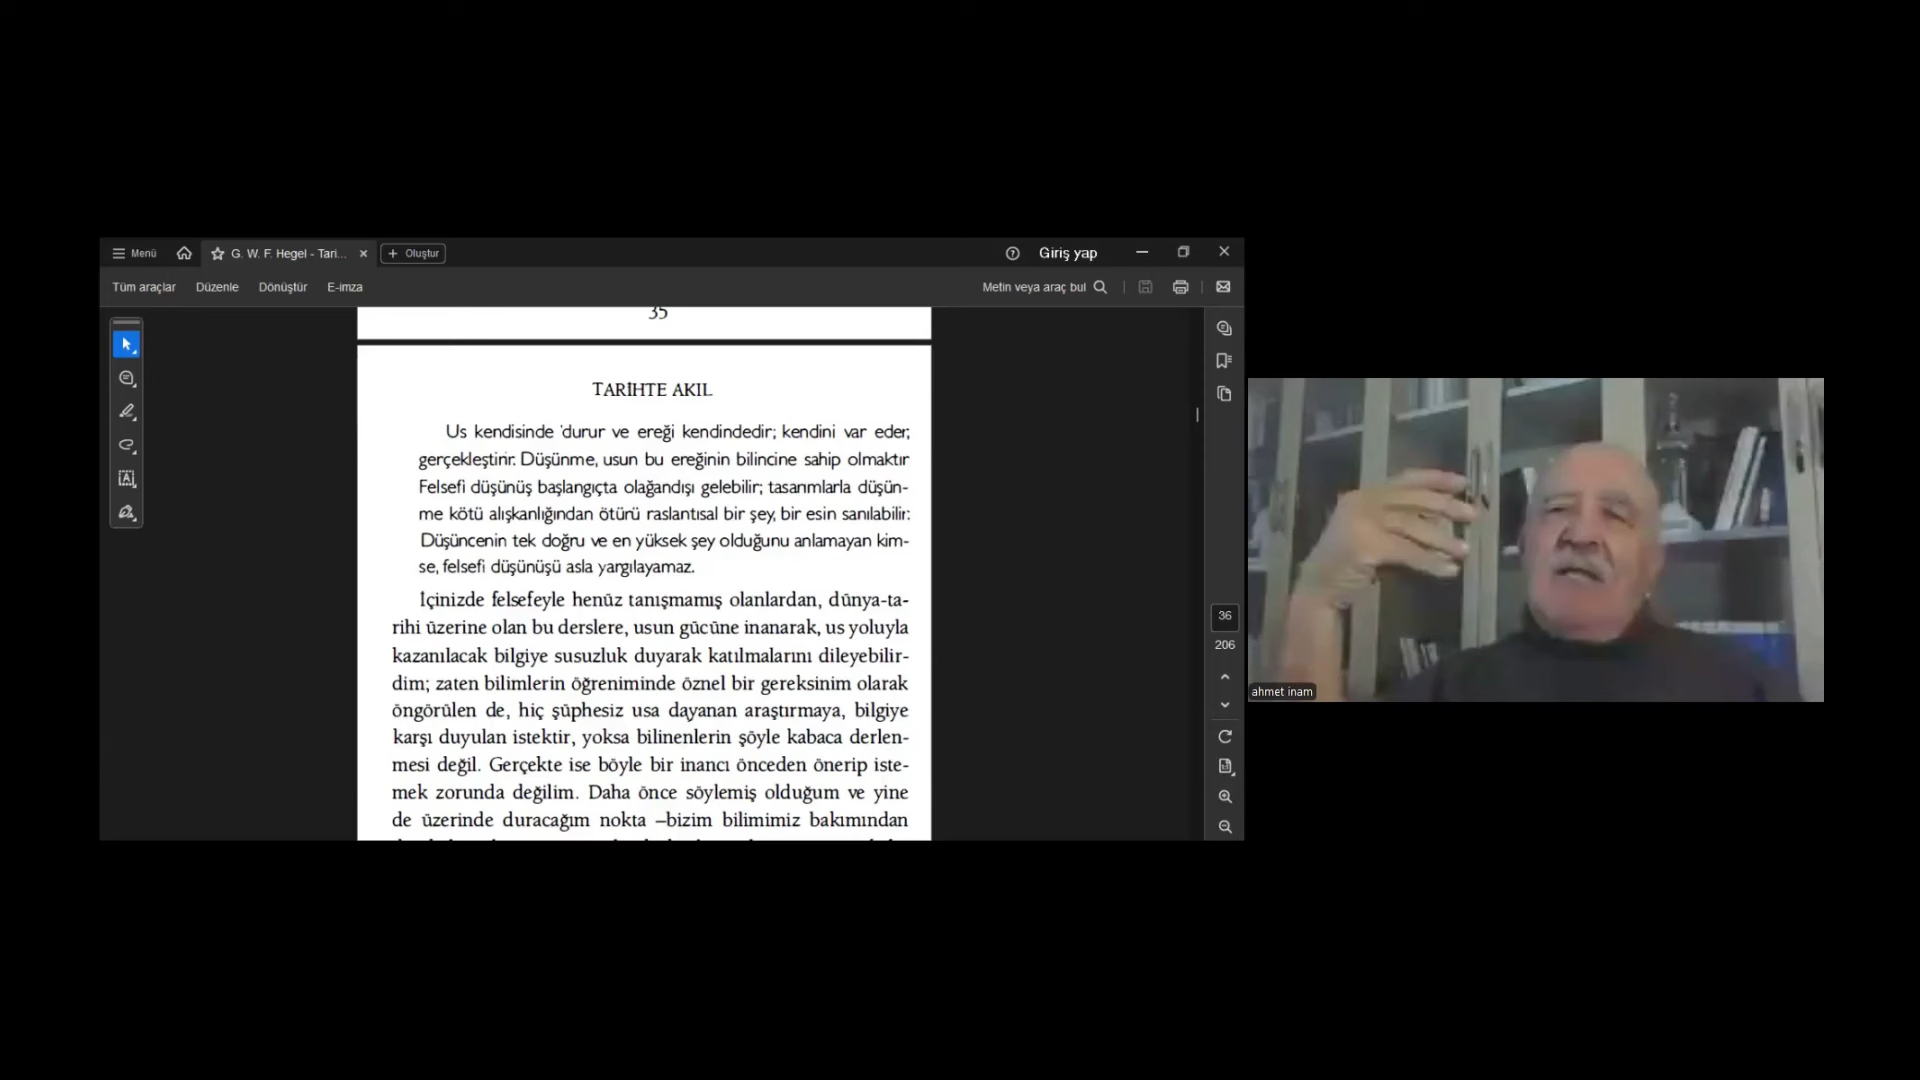 Menü
G. W. F. Hegel - Tari...
Oluştur
Giriş yap
Tüm araçlar
Düzenle
Dönüştür
E-imza
Metin veya araç bul
35
TARİHTE AKIL
Us kendisinde durur ve ereği kendindedir; kendini var eder,
gerçekleştirir. Düşünme, usun bu ereğinin bilincine sahip olmaktır
Felsefi düşünüş başlangıçta olağandışı gelebilir; tasarımlarla düşün-
me kötü alışkanlığından ötürü raslantısal bir şey, bir esin sanılabilir:
Düşüncenin tek doğru ve en yüksek şey olduğunu anlamayan kim-
se, felsefi düşünüşü asla yargılayamaz.
İçinizde felsefeyle henüz tanışmamış olanlardan, dünya-ta-
rihi üzerine olan bu derslere, usun gücüne inanarak, us yoluyla
kazanılacak bilgiye susuzluk duyarak katılmalarını dileyebilir-
dim; zaten bilimlerin öğreniminde öznel bir gereksinim olarak
öngörülen de, hiç şüphesiz usa dayanan araştırmaya, bilgiye
karşı duyulan istektir, yoksa bilinenlerin şöyle kabaca derlen-
mesi değil. Gerçekte ise böyle bir inancı önceden önerip iste-
mek zorunda değilim. Daha önce söylemiş olduğum ve yine
de üzerinde duracağım nokta –bizim bilimimiz bakımından
36
206
ahmet inam